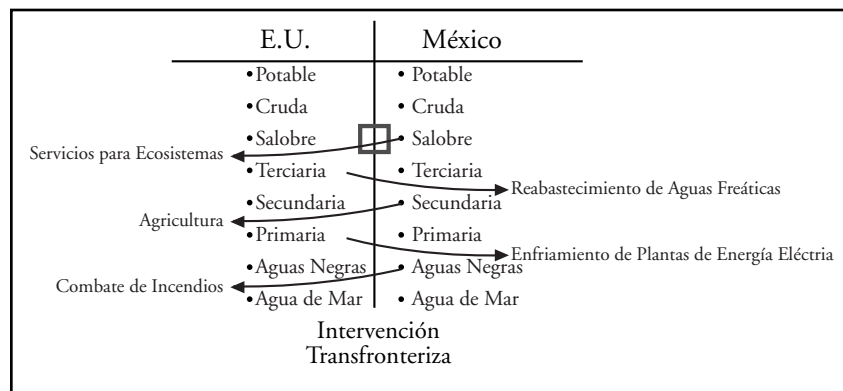 E.U. México
•Potable • Potable
•Cruda • Cruda
•Salobre • Salobre
Servicios para Ecosistemas
•Terciaria • Terciaria
Reabastecimiento de Aguas Freáticas
•Secundaria • Secundaria
Agricultura
•Primaria • Primaria
Enfriamiento de Plantas de Energía Eléctria
•Aguas Negras • Aguas Negras
Combate de Incendios
•Agua de Mar • Agua de Mar
Intervención
Transfronteriza